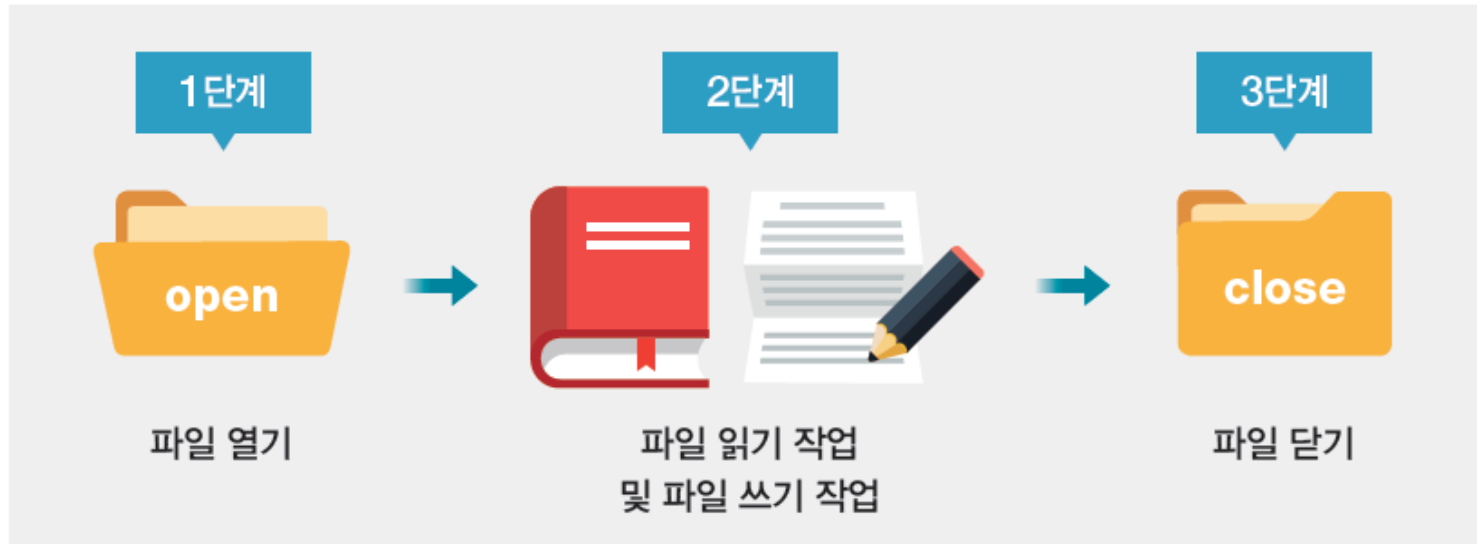 1단계
2단계
3단계
open
close
파일 열기
파일 읽기 작업
및 파일 쓰기 작업
파일 닫기